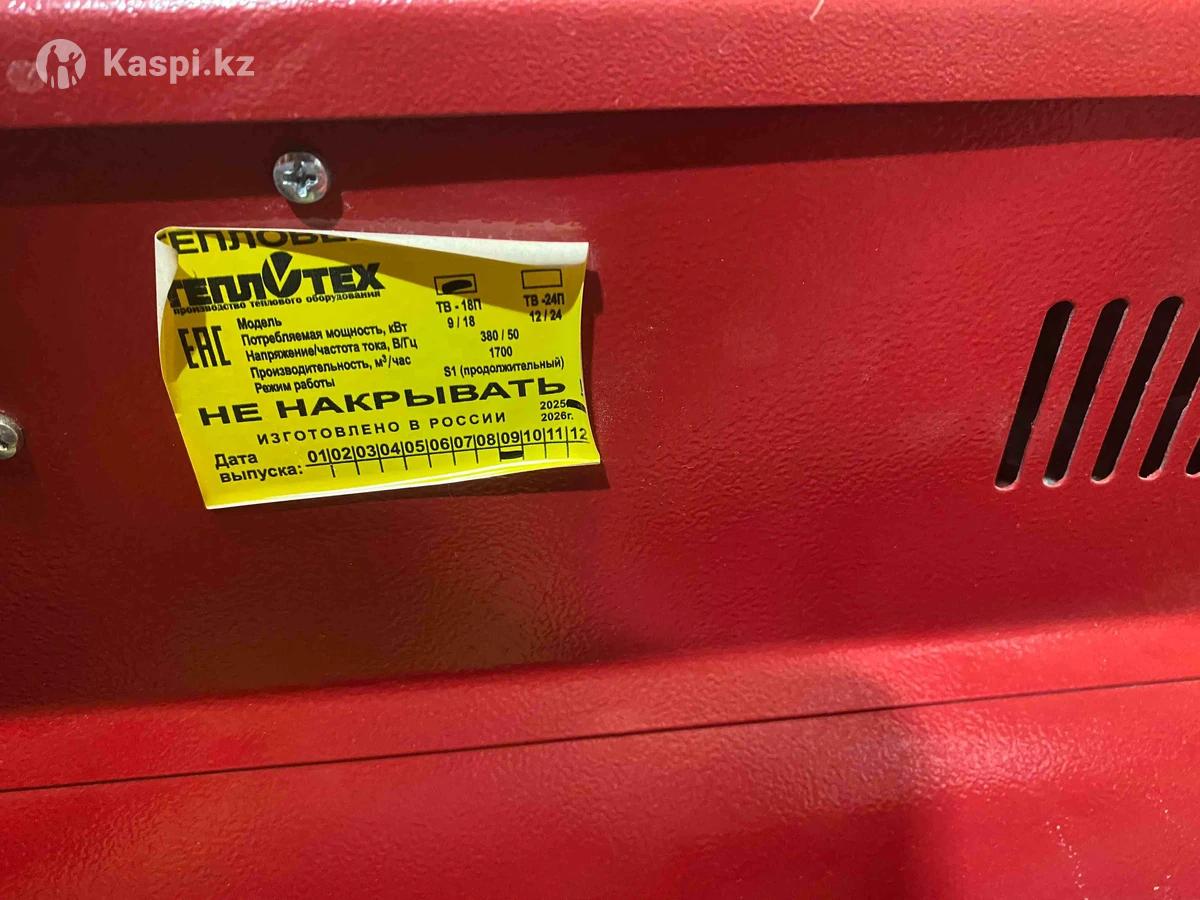 Kaspi.kz
ТЕПЛОТЕХ
производство теплового оборудования
EAC
Модель ТВ - 18П ТВ -24П
Потребляемая мощность, кВт 9 / 18 12 / 24
Напряжение/частота тока, В/Гц 380 / 50
Производительность, м³/час 1700
Режим работы S1 (продолжительный)
НЕ НАКРЫВАТЬ !
ИЗГОТОВЛЕНО В РОССИИ 2025
2026г.
Дата выпуска: 01 02 03 04 05 06 07 08 09 10 11 12